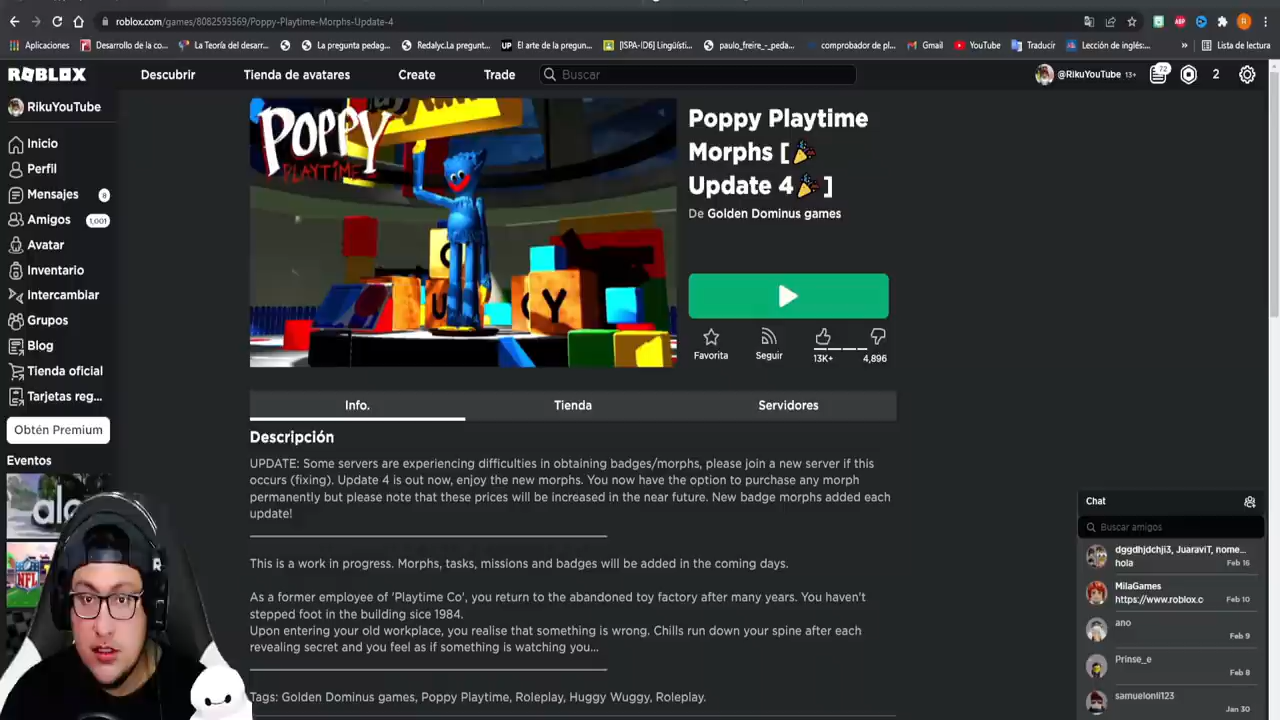 roblox.com/games/8082593569/Poppy-Playtime-Morphs-Update-4
Aplicaciones
Desarrollo de la co...
La Teoría del desarr...
La pregunta pedag...
Redalyc.La pregunt...
UP El arte de la pregun...
[ISPA-ID6] Lingüísti...
paulo_freire_-_peda...
comprobador de pl...
Gmail
YouTube
Traducir
Lección de inglés:...
»
Lista de lectura
ROBLOX
Descubrir
Tienda de avatares
Create
Trade
Buscar
@RikuYouTube 13+
72
2
RikuYouTube
Inicio
Perfil
Mensajes 8
Amigos 1,001
Avatar
Inventario
Intercambiar
Grupos
Blog
Tienda oficial
Tarjetas reg...
Obtén Premium
Eventos
NFL
POPPY
PLAYTIME
Poppy Playtime
Morphs [🎉
Update 4🎉]
De Golden Dominus games
Favorita
Seguir
13K+
4,896
Info.
Tienda
Servidores
Descripción
UPDATE: Some servers are experiencing difficulties in obtaining badges/morphs, please join a new server if this
occurs (fixing). Update 4 is out now, enjoy the new morphs. You now have the option to purchase any morph
permanently but please note that these prices will be increased in the near future. New badge morphs added each
update!
This is a work in progress. Morphs, tasks, missions and badges will be added in the coming days.
As a former employee of 'Playtime Co', you return to the abandoned toy factory after many years. You haven't
stepped foot in the building sice 1984.
Upon entering your old workplace, you realise that something is wrong. Chills run down your spine after each
revealing secret and you feel as if something is watching you...
Tags: Golden Dominus games, Poppy Playtime, Roleplay, Huggy Wuggy, Roleplay.
Chat
Buscar amigos
dggdhjdchji3, JuaraviT, nome...
hola
Feb 16
MilaGames
https://www.roblox.c
Feb 10
ano
Feb 9
Prinse_e
Feb 8
samuelonli123
Jan 30